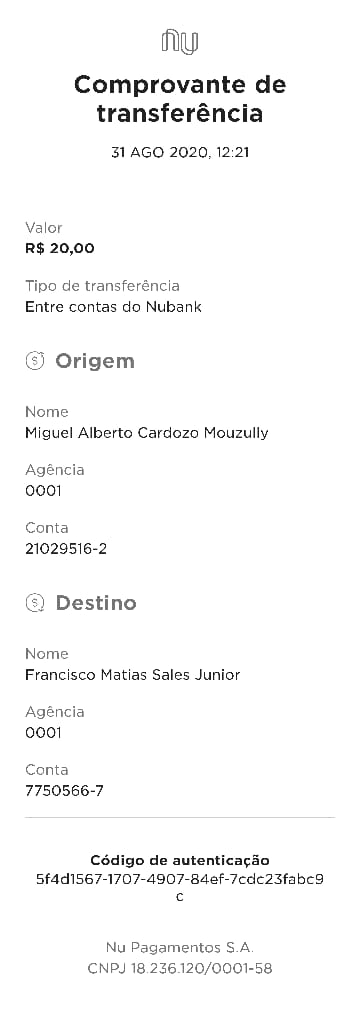 nu
Comprovante de
transferência
31 AGO 2020, 12:21
Valor
R$ 20,00
Tipo de transferência
Entre contas do Nubank
Origem
Nome
Miguel Alberto Cardozo Mouzully
Agência
0001
Conta
21029516-2
Destino
Nome
Francisco Matias Sales Junior
Agência
0001
Conta
7750566-7
Código de autenticação
5f4d1567-1707-4907-84ef-7cdc23fabc9
c
Nu Pagamentos S.A.
CNPJ 18.236.120/0001-58